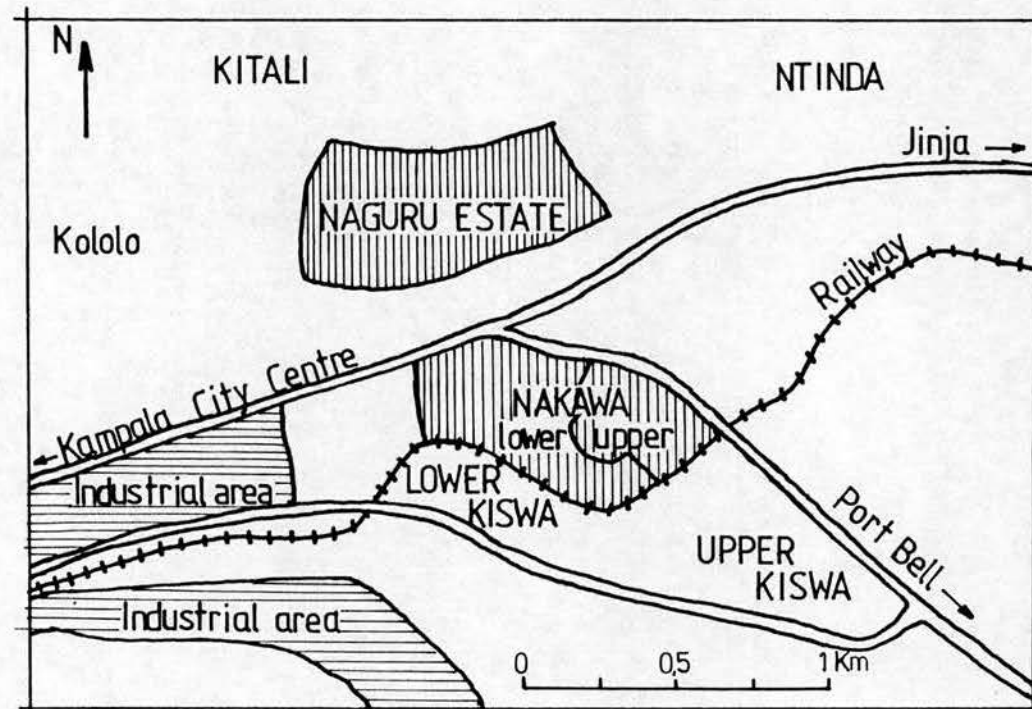 N
KITALI
NTINDA
Jinja
NAGURU ESTATE
Kololo
Railway
Kampala City Centre
NAKAWA
lower upper
Industrial area
LOWER
KISWA
Port Bell
UPPER
KISWA
Industrial area
0 0,5 1 Km